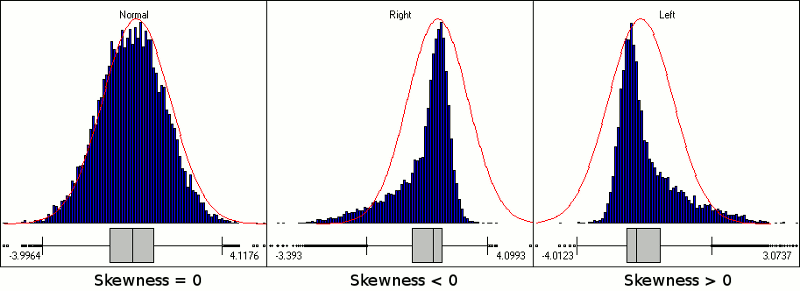 Normal
Right
Left
-3.9964
4.1176
-3.393
4.0993
-4.0123
3.0737
Skewness = 0
Skewness < 0
Skewness > 0